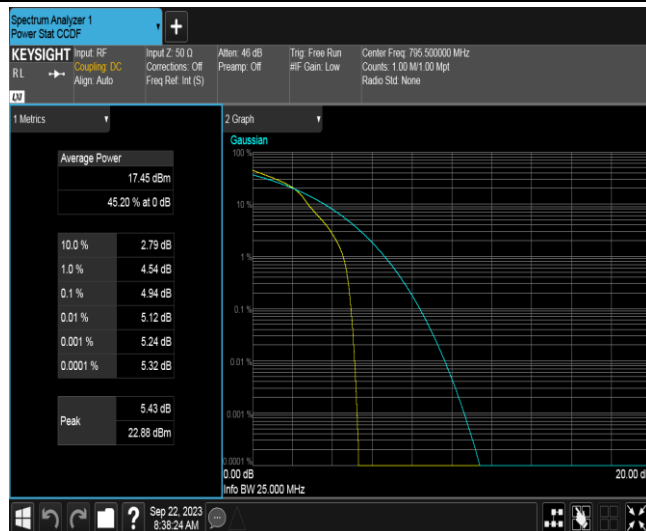 Spectrum Analyzer 1
Power Stat CCDF
+
KEYSIGHT
RL
Input: RF
Coupling: DC
Align: Auto
Input Z: 50 Ω
Corrections: Off
Freq Ref: Int (S)
Atten: 46 dB
Preamp: Off
Trig: Free Run
#IF Gain: Low
Center Freq: 795.500000 MHz
Counts: 1.00 M/1.00 Mpt
Radio Std: None
1 Metrics
Average Power
17.45 dBm
45.20 % at 0 dB
10.0 % 2.79 dB
1.0 % 4.54 dB
0.1 % 4.94 dB
0.01 % 5.12 dB
0.001 % 5.24 dB
0.0001 % 5.32 dB
Peak
5.43 dB
22.88 dBm
2 Graph
Gaussian
100 %
10 %
1 %
0.1 %
0.01 %
0.001 %
0.0001 %
0.00 dB
20.00 d
Info BW 25.000 MHz
?
Sep 22, 2023
8:38:24 AM